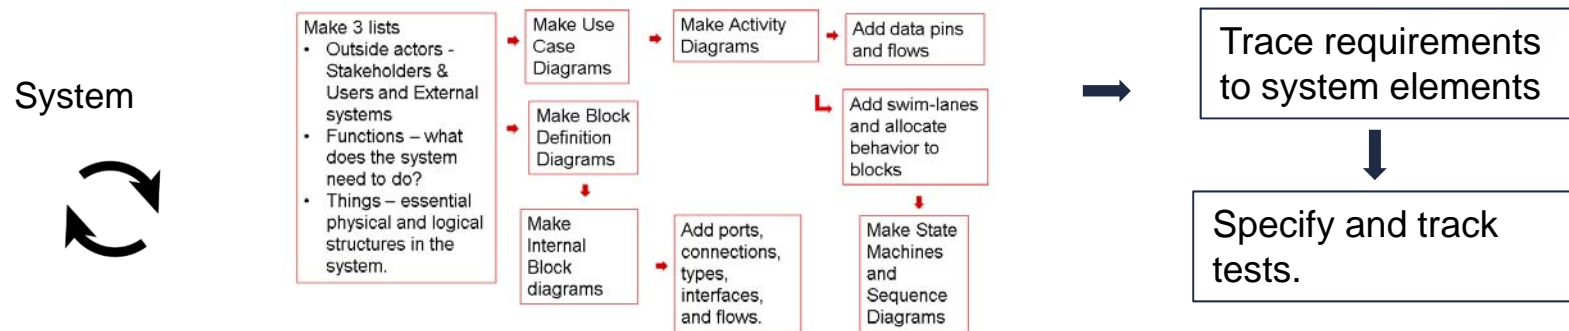 System
Make 3 lists
• Outside actors -
Stakeholders &
Users and External
systems
• Functions – what
does the system
need to do?
• Things – essential
physical and logical
structures in the
system.
Make Use
Case
Diagrams
Make Activity
Diagrams
Add data pins
and flows
Make Block
Definition
Diagrams
Add swim-lanes
and allocate
behavior to
blocks
Make
Internal
Block
diagrams
Add ports,
connections,
types,
interfaces,
and flows.
Make State
Machines
and
Sequence
Diagrams
Trace requirements
to system elements
Specify and track
tests.